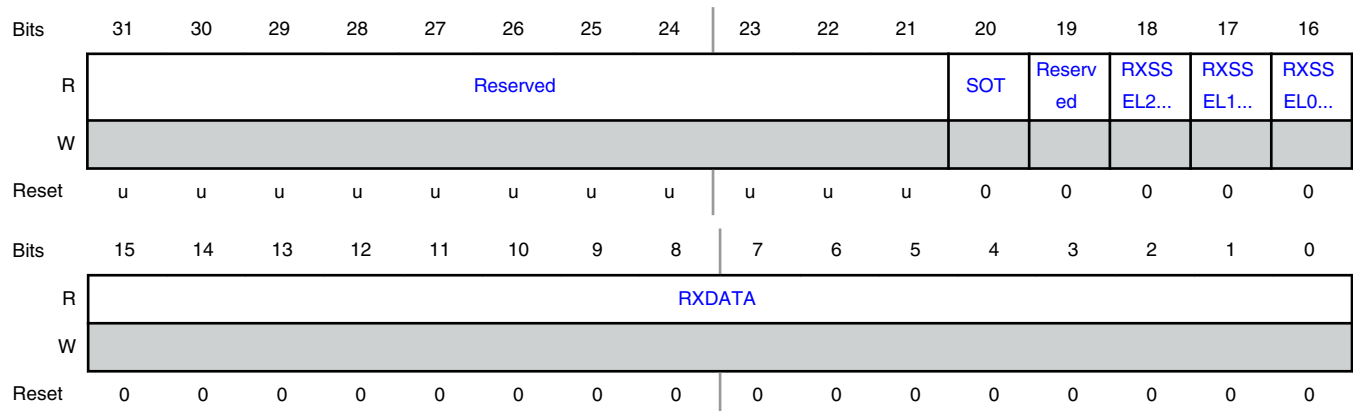 Bits 31 30 29 28 27 26 25 24 23 22 21 20 19 18 17 16
R Reserved SOT Reserv RXSS RXSS RXSS
ed EL2... EL1... EL0...
W
Reset u u u u u u u u u u u 0 0 0 0 0
Bits 15 14 13 12 11 10 9 8 7 6 5 4 3 2 1 0
R RXDATA
W
Reset 0 0 0 0 0 0 0 0 0 0 0 0 0 0 0 0